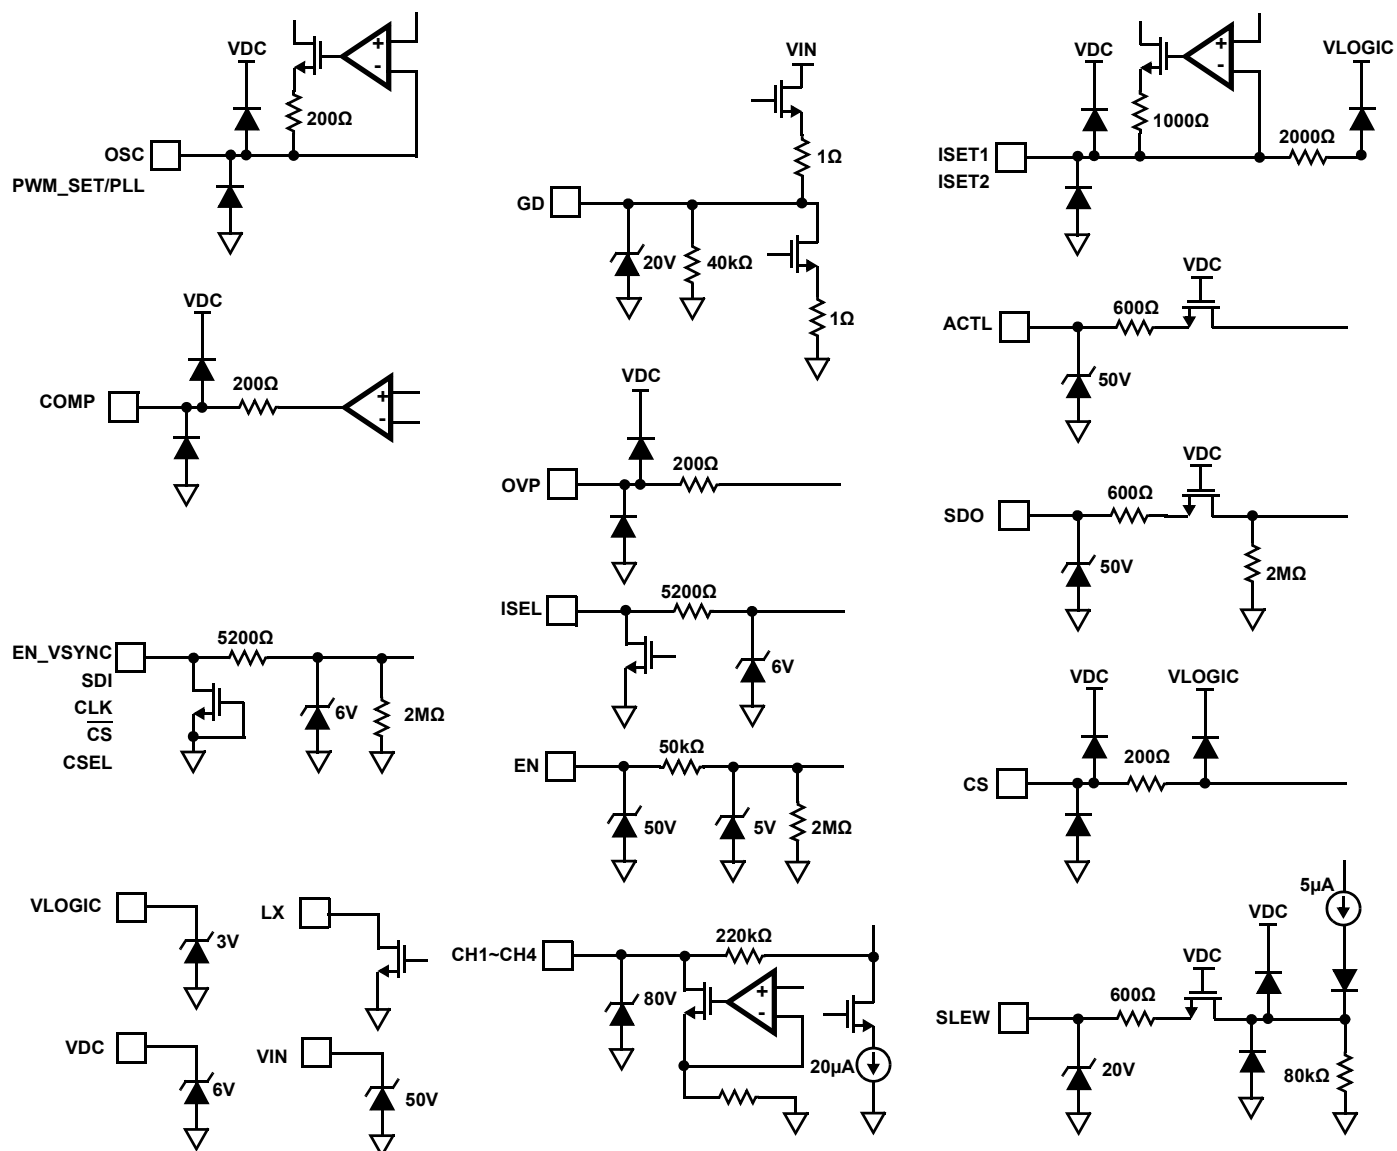 VDC
+
-
200Ω
OSC
PWM_SET/PLL
VIN
1Ω
GD
20V
40kΩ
1Ω
VDC
+
-
VLOGIC
1000Ω
2000Ω
ISET1
ISET2
VDC
600Ω
ACTL
50V
VDC
200Ω
COMP
+
-
VDC
200Ω
OVP
VDC
600Ω
SDO
50V
2MΩ
ISEL
5200Ω
6V
EN_VSYNC
SDI
CLK
CS
CSEL
5200Ω
6V
2MΩ
EN
50kΩ
50V
5V
2MΩ
VDC
VLOGIC
200Ω
CS
VLOGIC
3V
LX
VDC
6V
VIN
50V
CH1~CH4
220kΩ
80V
+
-
20µA
5µA
VDC
VDC
600Ω
SLEW
20V
80kΩ